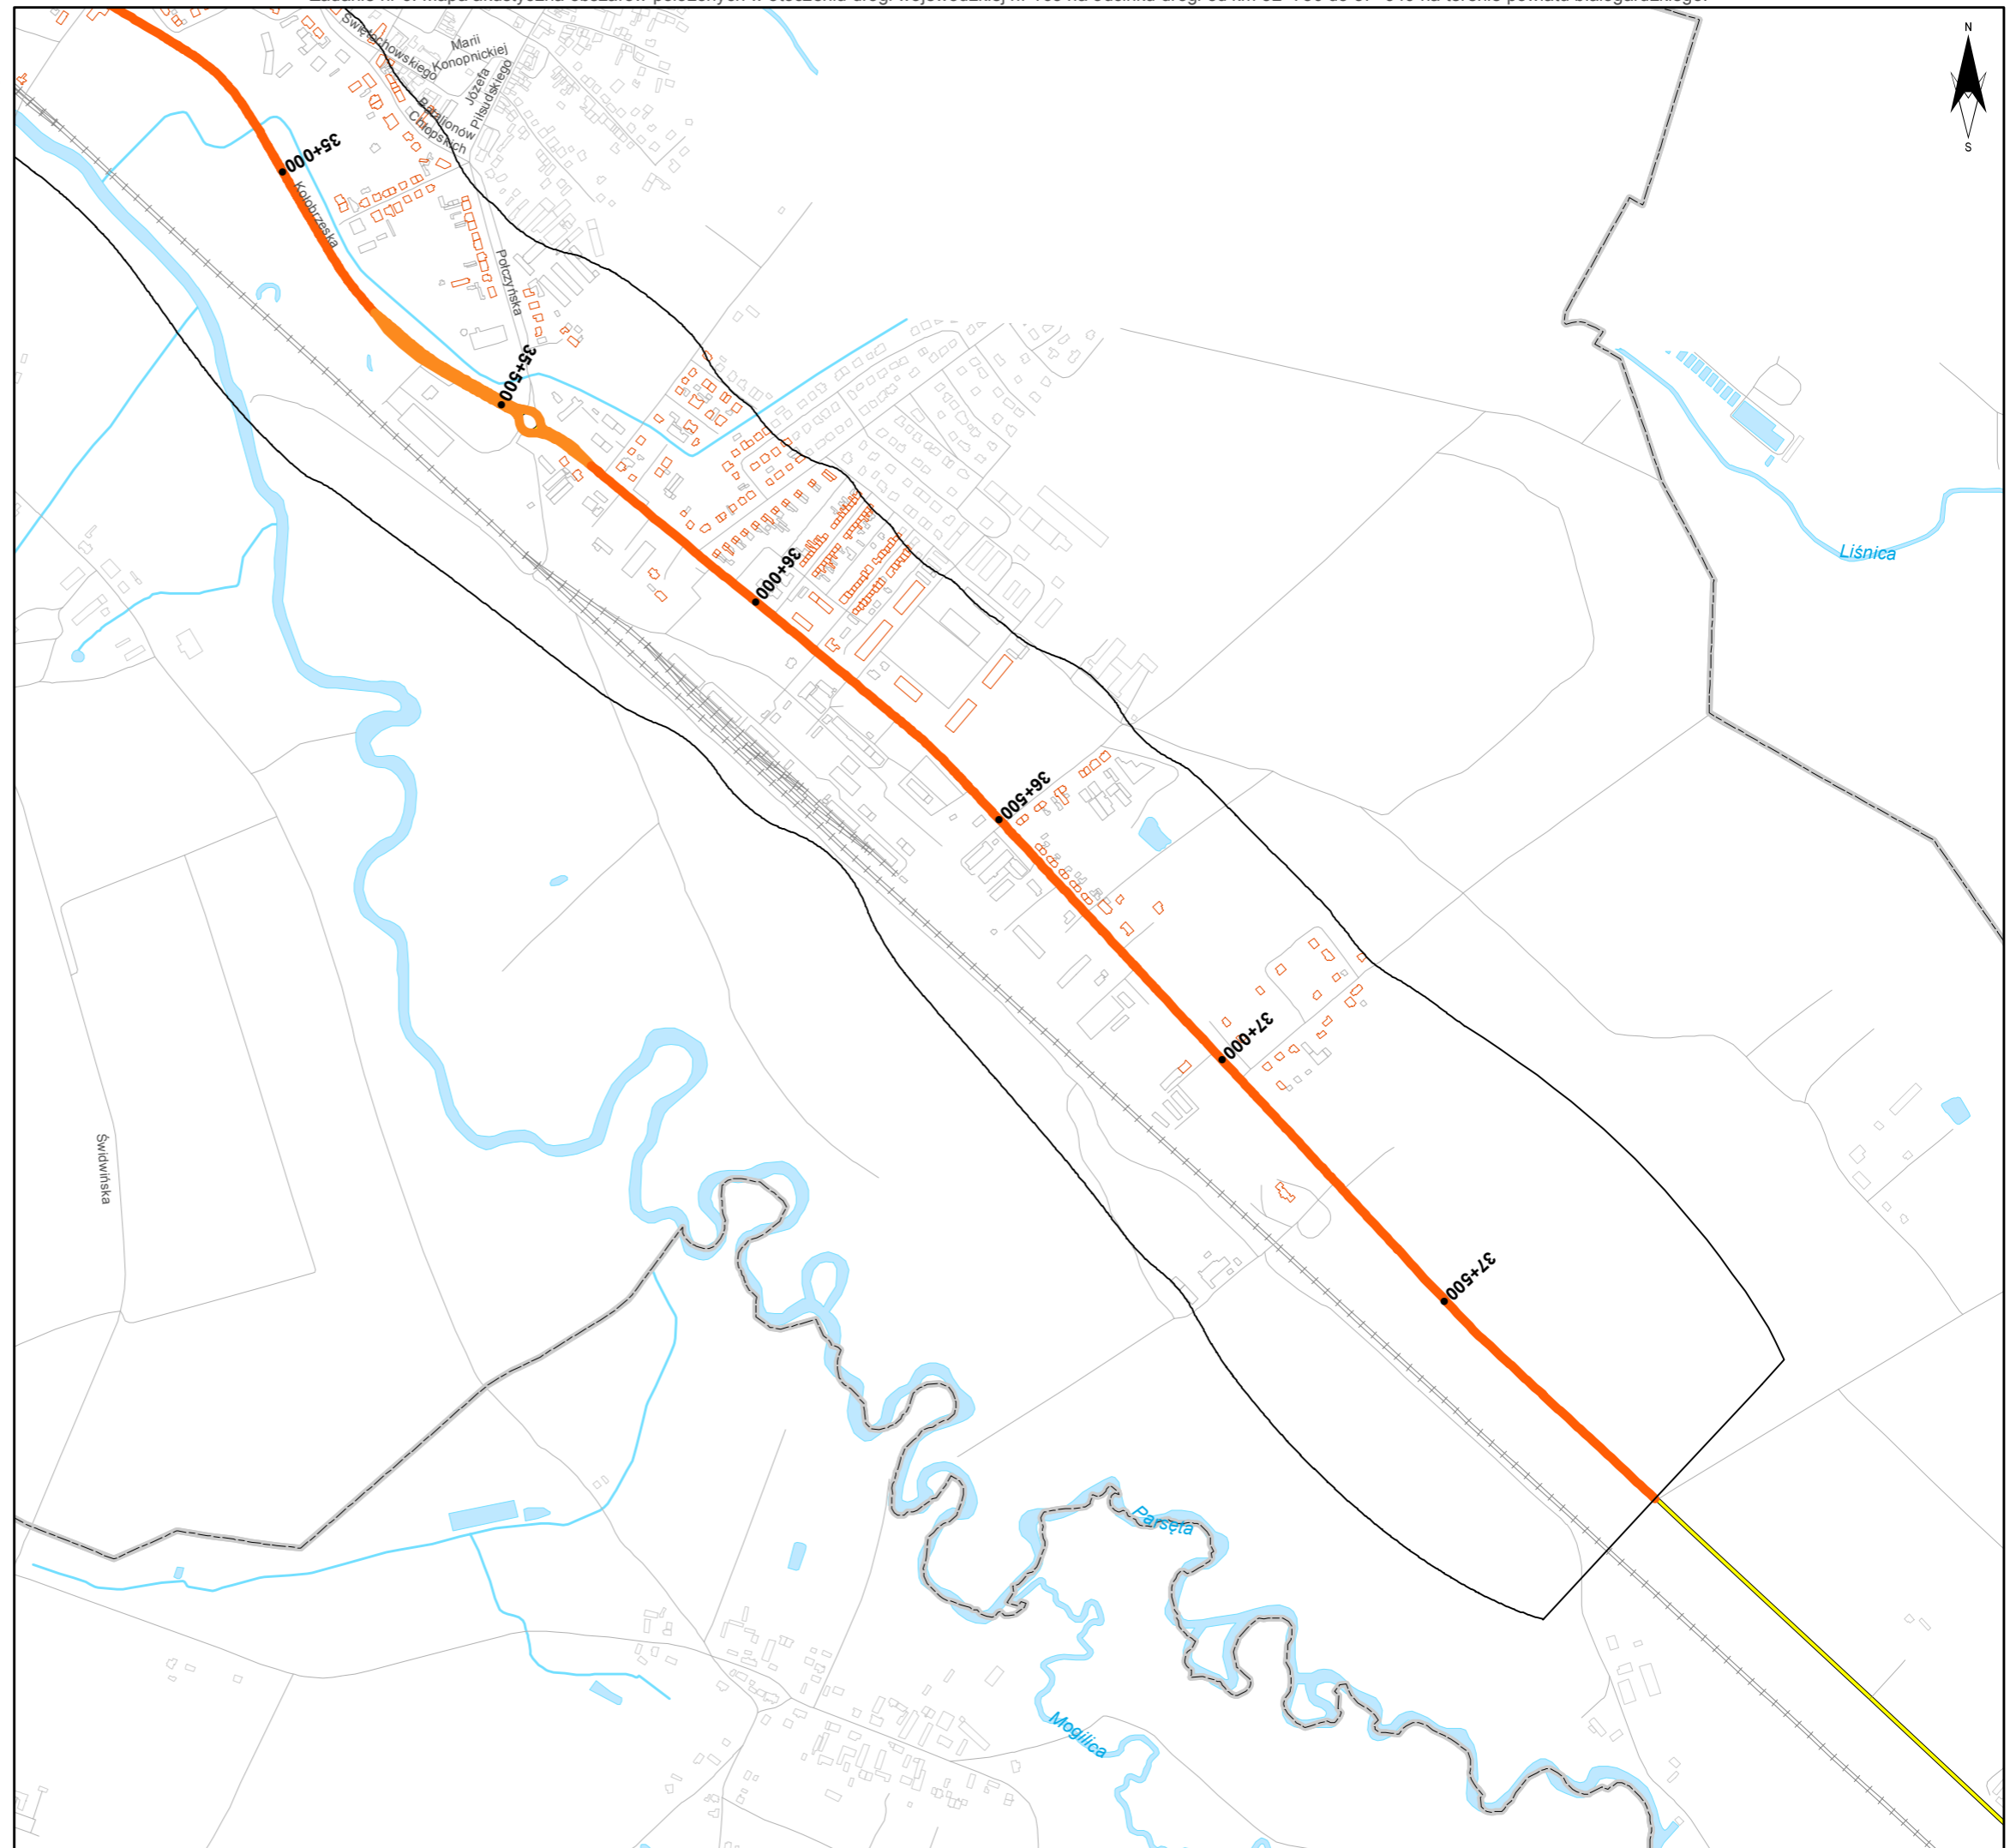 N
S
Świętochowskiego
Marii
Konopnickiej
Józefa
Piłsudskiego
Batalionów
Chłopskich
35+000
Kołobrzeska
Połczyńska
35+500
36+000
Liśnica
36+500
37+000
Świdwińska
37+500
Parsęta
Mogilica